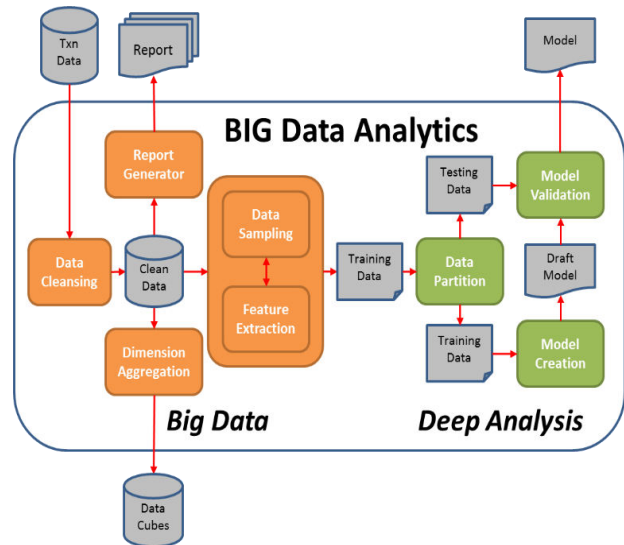 Txn
Data
Report
Model
BIG Data Analytics
Report
Generator
Data
Sampling
Testing
Data
Model
Validation
Data
Cleansing
Clean
Data
Training
Data
Data
Partition
Draft
Model
Feature
Extraction
Dimension
Aggregation
Training
Data
Model
Creation
Big Data
Deep Analysis
Data
Cubes